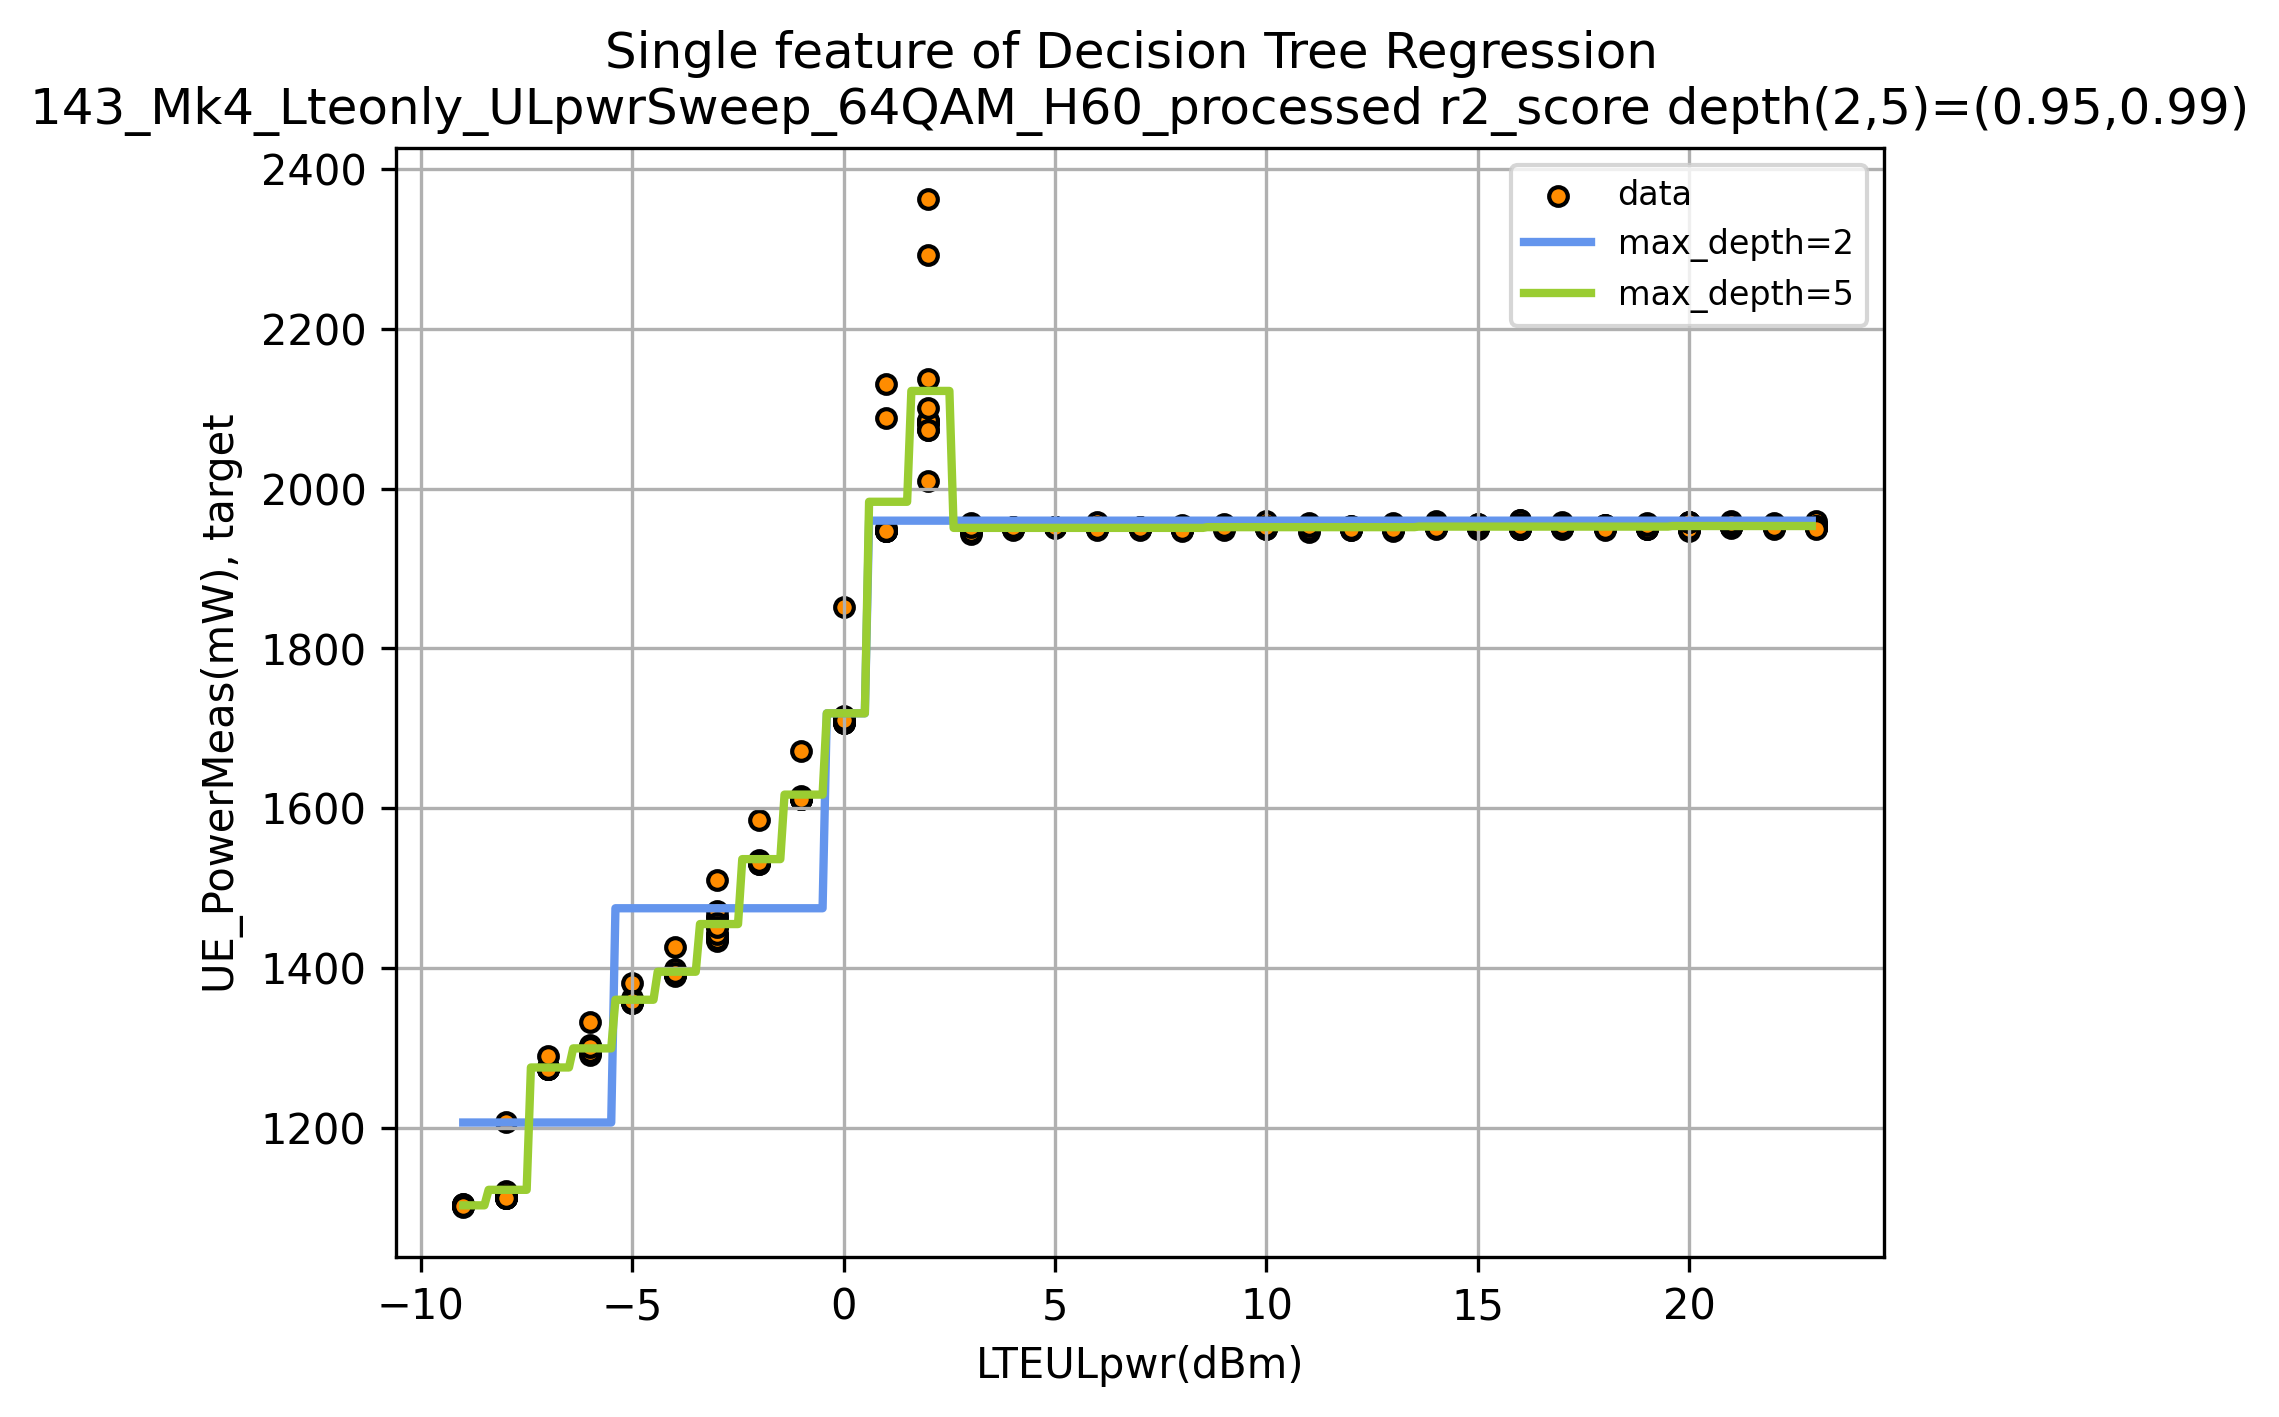 Single feature of Decision Tree Regression
143_Mk4_Lteonly_ULpwrSweep_64QAM_H60_processed r2_score depth(2,5)=(0.95,0.99)
data
max_depth=2
max_depth=5
UE_PowerMeas(mW), target
2400
2200
2000
1800
1600
1400
1200
−10 −5 0 5 10 15 20
LTEULpwr(dBm)